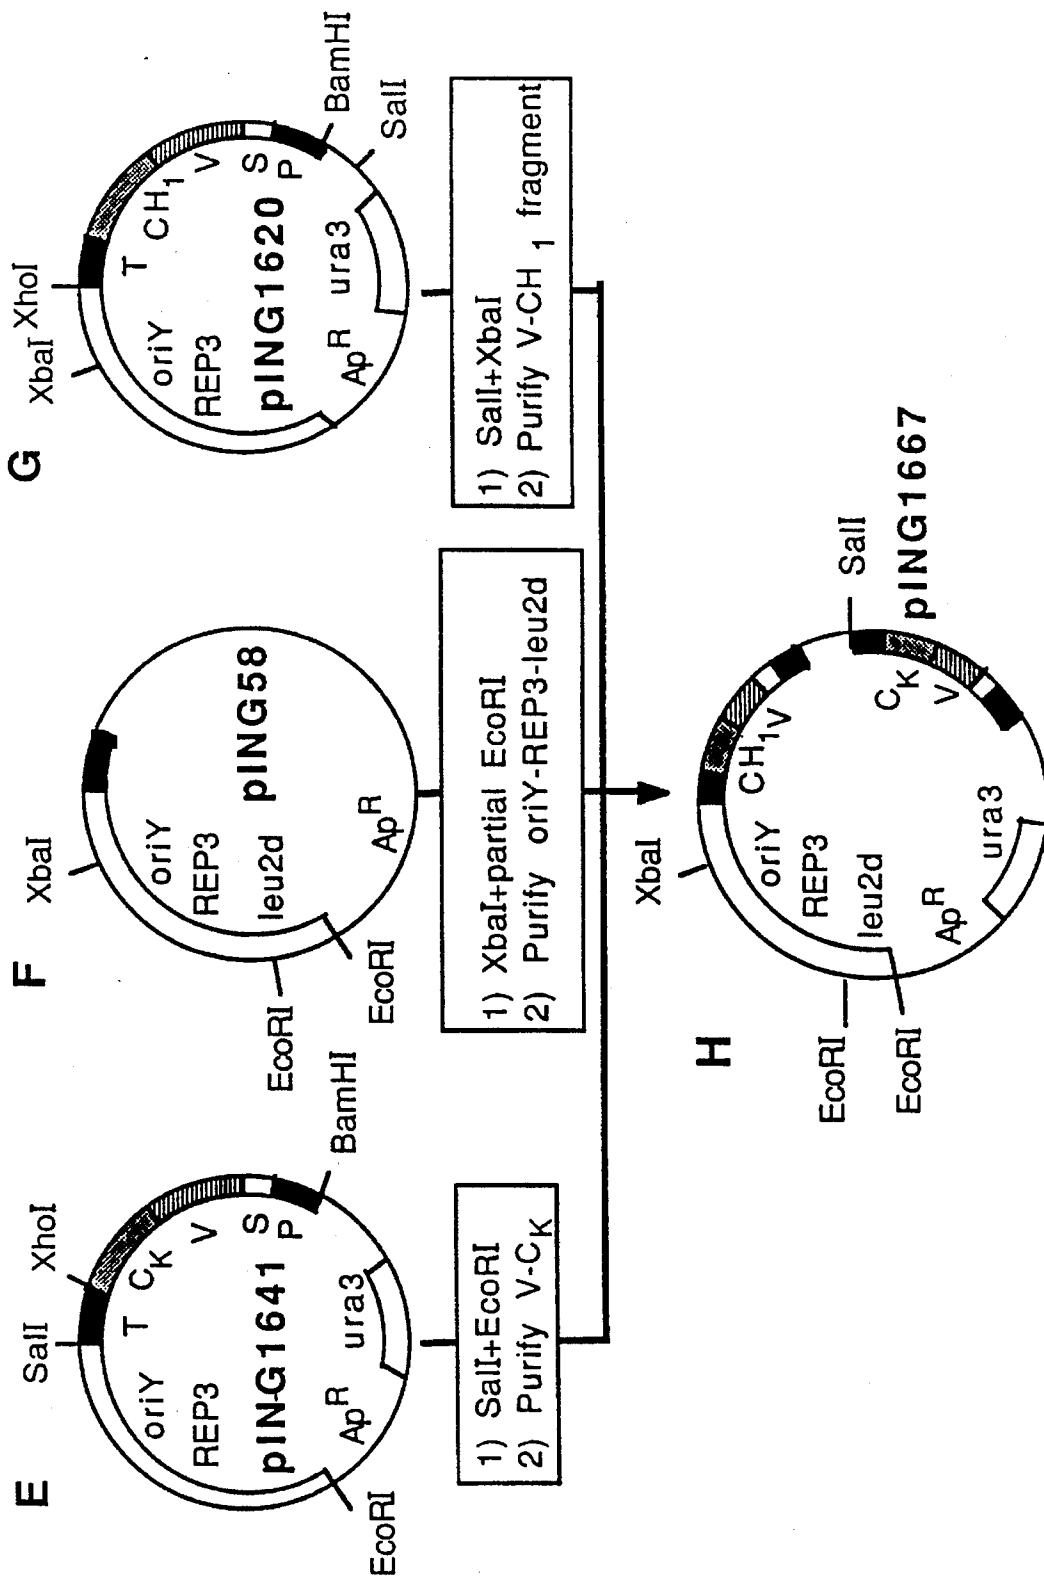 E
SalI
XhoI
oriY
T
CK
REP3
V
pING1641
S
P
BamHI
ApR
ura3
EcoRI
1) SalI+EcoRI
2) Purify V-CK
F
XbaI
oriY
REP3
pING58
leu2d
EcoRI
EcoRI
ApR
1) XbaI+partial EcoRI
2) Purify oriY-REP3-leu2d
G
XbaI
XhoI
oriY
T
CH1
REP3
V
pING1620
S
P
BamHI
SalI
ApR
ura3
1) SalI+XbaI
2) Purify V-CH1 fragment
H
XbaI
oriY
CH1
V
REP3
SalI
leu2d
CK
V
pING1667
EcoRI
EcoRI
ApR
ura3